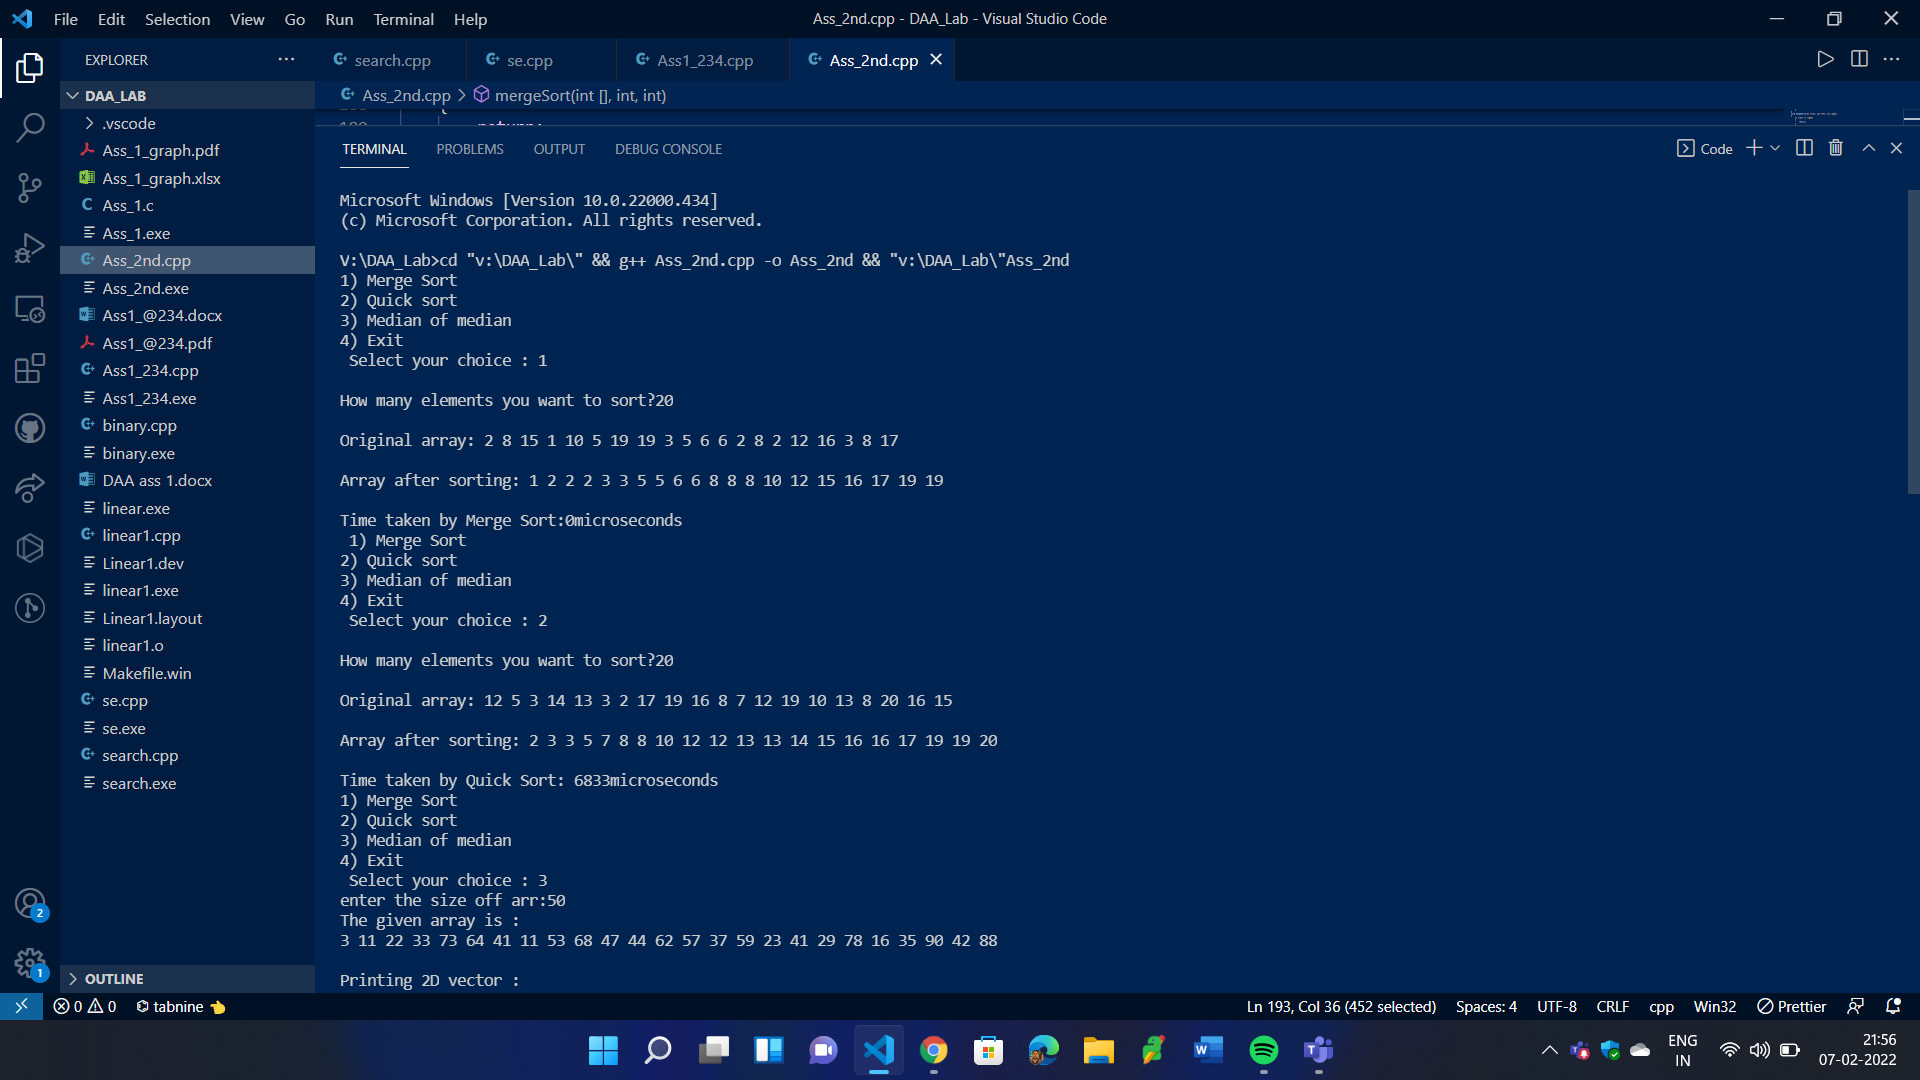 File Edit Selection View Go Run Terminal Help
Ass_2nd.cpp - DAA_Lab - Visual Studio Code
EXPLORER
search.cpp
se.cpp
Ass1_234.cpp
Ass_2nd.cpp
DAA_LAB
Ass_2nd.cpp > mergeSort(int [], int, int)
.vscode
Ass_1_graph.pdf
Ass_1_graph.xlsx
Ass_1.c
Ass_1.exe
Ass_2nd.cpp
Ass_2nd.exe
Ass1_@234.docx
Ass1_@234.pdf
Ass1_234.cpp
Ass1_234.exe
binary.cpp
binary.exe
DAA ass 1.docx
linear.exe
linear1.cpp
Linear1.dev
linear1.exe
Linear1.layout
linear1.o
Makefile.win
se.cpp
se.exe
search.cpp
search.exe
OUTLINE
TERMINAL PROBLEMS OUTPUT DEBUG CONSOLE
Code
Microsoft Windows [Version 10.0.22000.434]
(c) Microsoft Corporation. All rights reserved.
V:\DAA_Lab>cd "v:\DAA_Lab\" && g++ Ass_2nd.cpp -o Ass_2nd && "v:\DAA_Lab\"Ass_2nd
1) Merge Sort
2) Quick sort
3) Median of median
4) Exit
Select your choice : 1
How many elements you want to sort?20
Original array: 2 8 15 1 10 5 19 19 3 5 6 6 2 8 2 12 16 3 8 17
Array after sorting: 1 2 2 2 3 3 5 5 6 6 8 8 8 10 12 15 16 17 19 19
Time taken by Merge Sort:0microseconds
1) Merge Sort
2) Quick sort
3) Median of median
4) Exit
Select your choice : 2
How many elements you want to sort?20
Original array: 12 5 3 14 13 3 2 17 19 16 8 7 12 19 10 13 8 20 16 15
Array after sorting: 2 3 3 5 7 8 8 10 12 12 13 13 14 15 16 16 17 19 19 20
Time taken by Quick Sort: 6833microseconds
1) Merge Sort
2) Quick sort
3) Median of median
4) Exit
Select your choice : 3
enter the size off arr:50
The given array is :
3 11 22 33 73 64 41 11 53 68 47 44 62 57 37 59 23 41 29 78 16 35 90 42 88
Printing 2D vector :
2
1
0 0 tabnine
Ln 193, Col 36 (452 selected) Spaces: 4 UTF-8 CRLF cpp Win32 Prettier
ENG
IN
21:56
07-02-2022